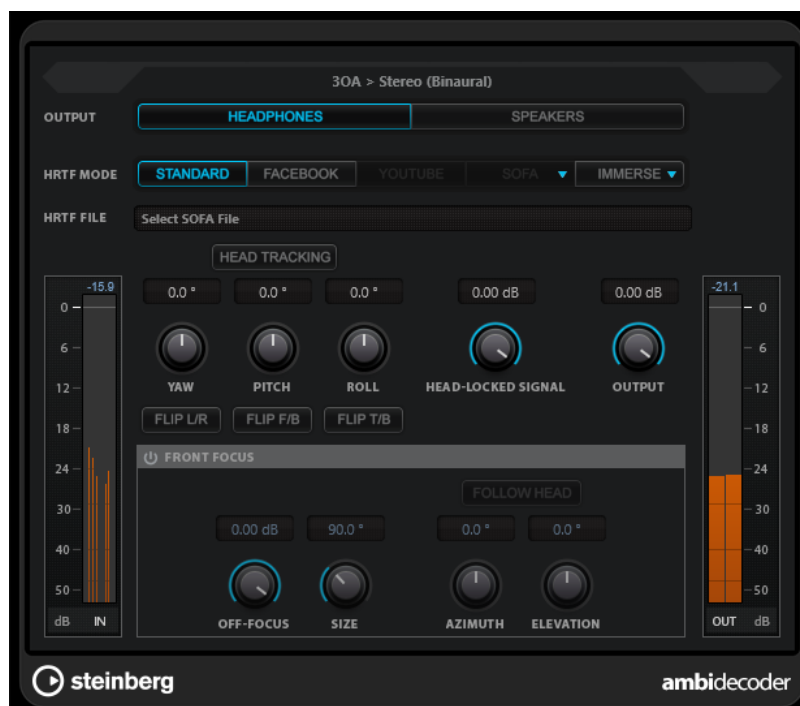 3OA > Stereo (Binaural)
OUTPUT HEADPHONES SPEAKERS
HRTF MODE STANDARD FACEBOOK YOUTUBE SOFA IMMERSE
HRTF FILE Select SOFA File
HEAD TRACKING
-15.9 0.0 ° 0.0 ° 0.0 ° 0.00 dB 0.00 dB -21.1
0 0
6 6
YAW PITCH ROLL HEAD-LOCKED SIGNAL OUTPUT
12 12
FLIP L/R FLIP F/B FLIP T/B
18 18
FRONT FOCUS
24 24
FOLLOW HEAD
30 30
0.00 dB 90.0 ° 0.0 ° 0.0 °
40 40
50 50
OFF-FOCUS SIZE AZIMUTH ELEVATION
dB IN OUT dB
steinberg ambidecoder